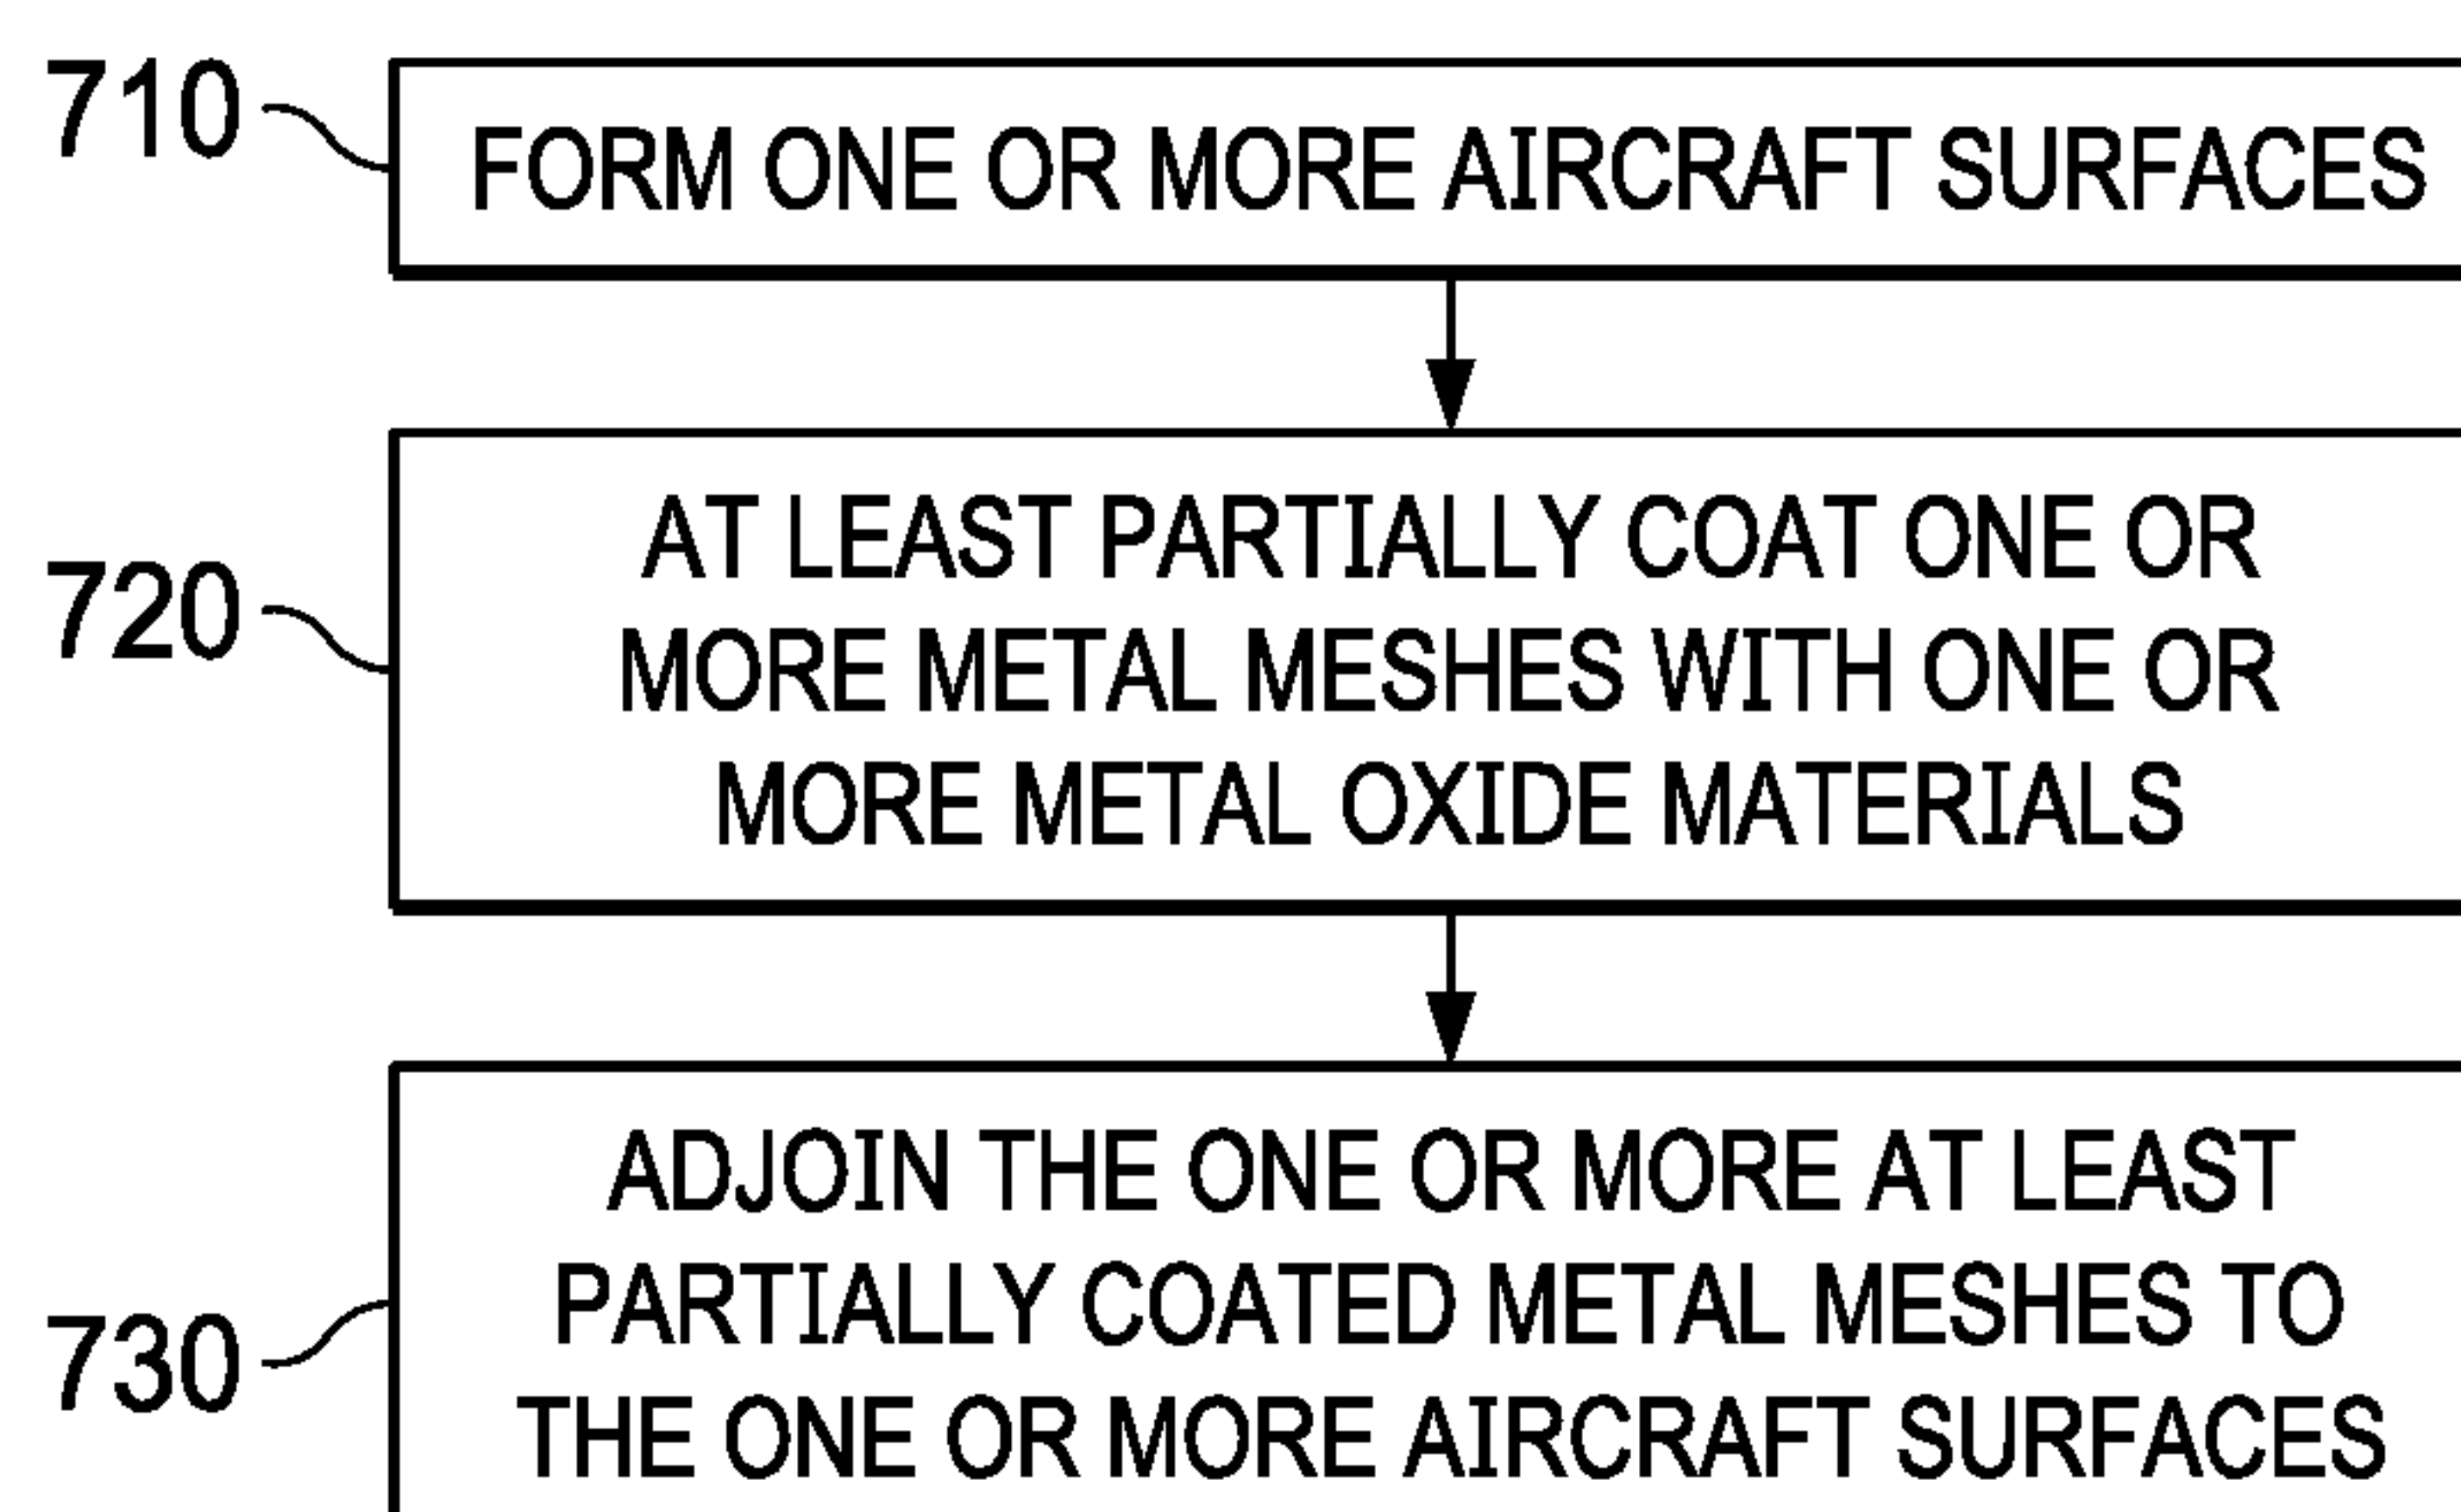 710
FORM ONE OR MORE AIRCRAFT SURFACES
720
AT LEAST PARTIALLY COAT ONE OR
MORE METAL MESHES WITH ONE OR
MORE METAL OXIDE MATERIALS
730
ADJOIN THE ONE OR MORE AT LEAST
PARTIALLY COATED METAL MESHES TO
THE ONE OR MORE AIRCRAFT SURFACES